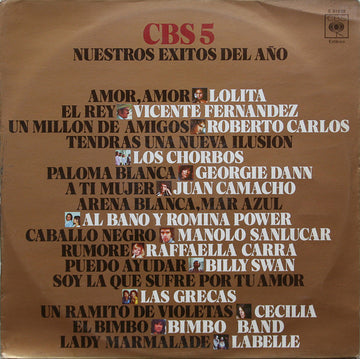 CBS 5
NUESTROS EXITOS DEL AÑO
CBS
AMOR, AMOR LOLITA
EL REY VICENTE FERNANDEZ
UN MILLON DE AMIGOS ROBERTO CARLOS
TENDRAS UNA NUEVA ILUSION
LOS CHORBOS
PALOMA BLANCA GEORGIE DANN
A TI MUJER JUAN CAMACHO
ARENA BLANCA, MAR AZUL
AL BANO Y ROMINA POWER
CABALLO NEGRO MANOLO SANLUCAR
RUMORE RAFFAELLA CARRA
PUEDO AYUDAR BILLY SWAN
SOY LA QUE SUFRE POR TU AMOR
LAS GRECAS
UN RAMITO DE VIOLETAS CECILIA
EL BIMBO BIMBO BAND
LADY MARMALADE LABELLE